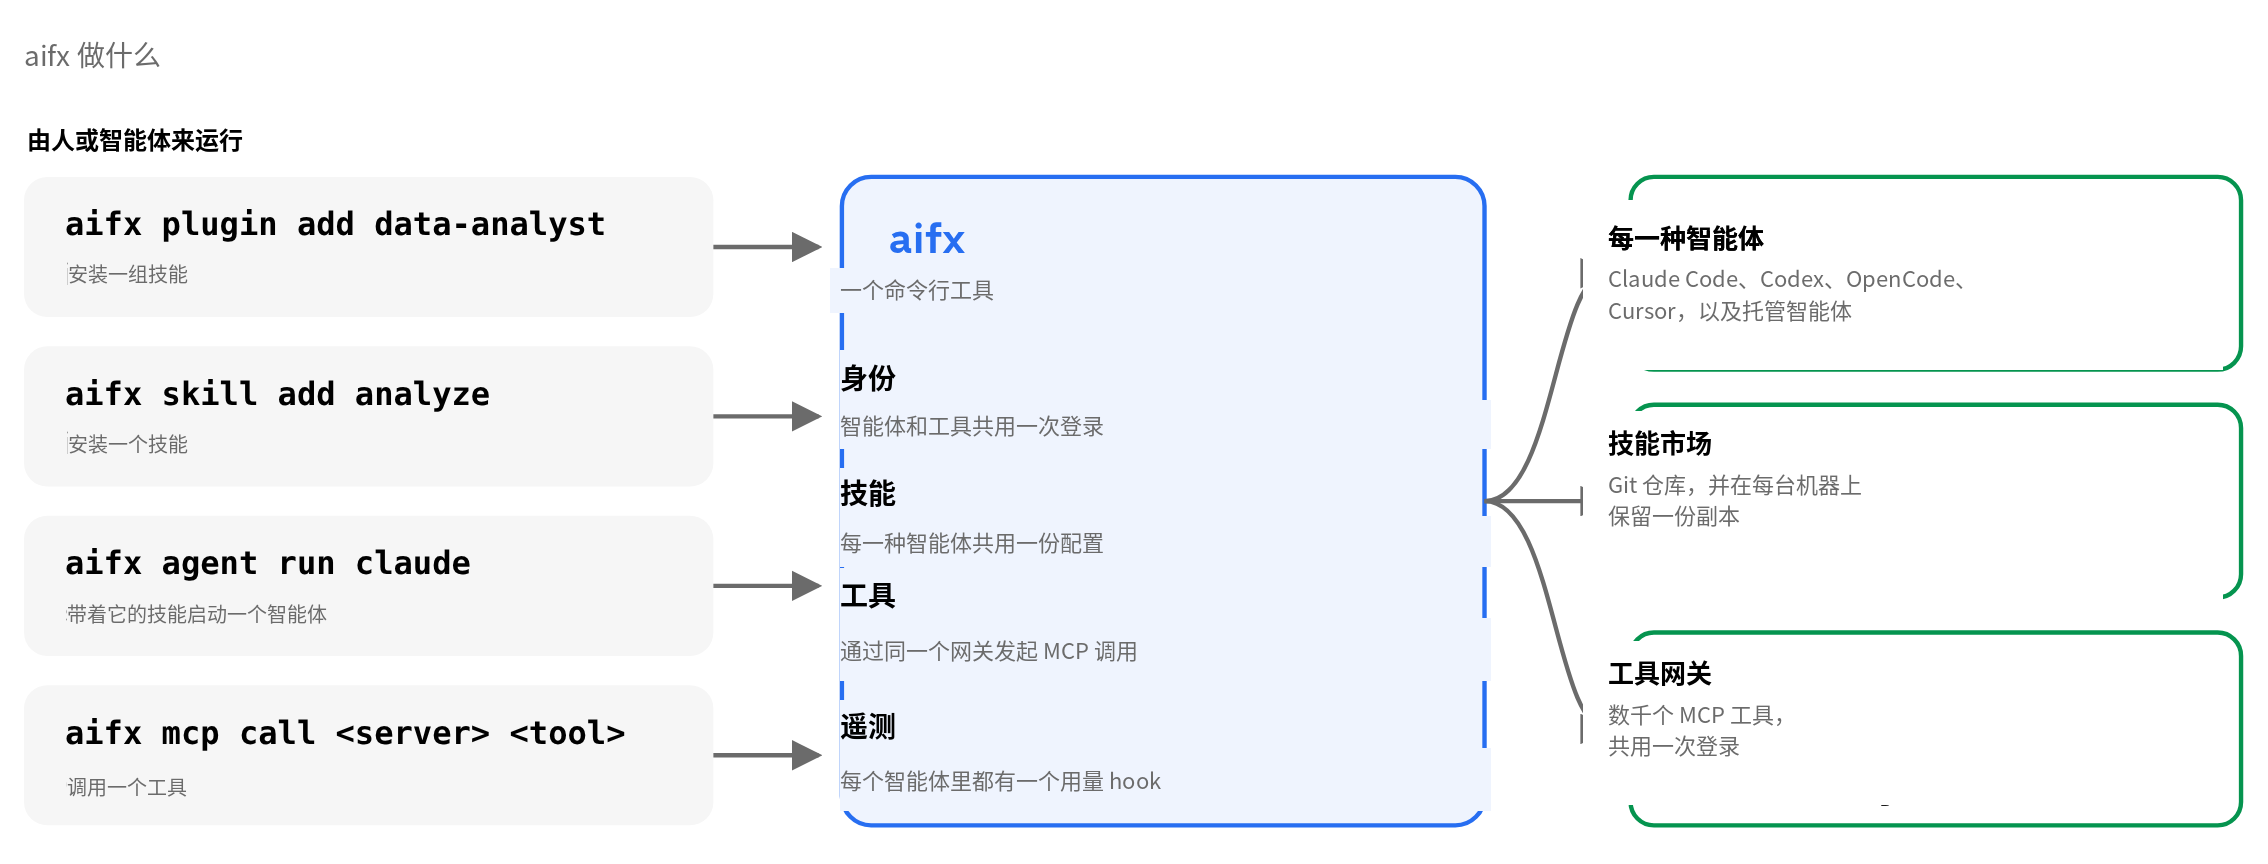 aifx 做什么
由人或智能体来运行
aifx plugin add data-analyst
安装一组技能
aifx skill add analyze
安装一个技能
aifx agent run claude
带着它的技能启动一个智能体
aifx mcp call <server> <tool>
调用一个工具
aifx
一个命令行工具
身份
智能体和工具共用一次登录
技能
每一种智能体共用一份配置
工具
通过同一个网关发起 MCP 调用
遥测
每个智能体里都有一个用量 hook
每一种智能体
Claude Code、Codex、OpenCode、
Cursor，以及托管智能体
技能市场
Git 仓库，并在每台机器上
保留一份副本
工具网关
数千个 MCP 工具，
共用一次登录